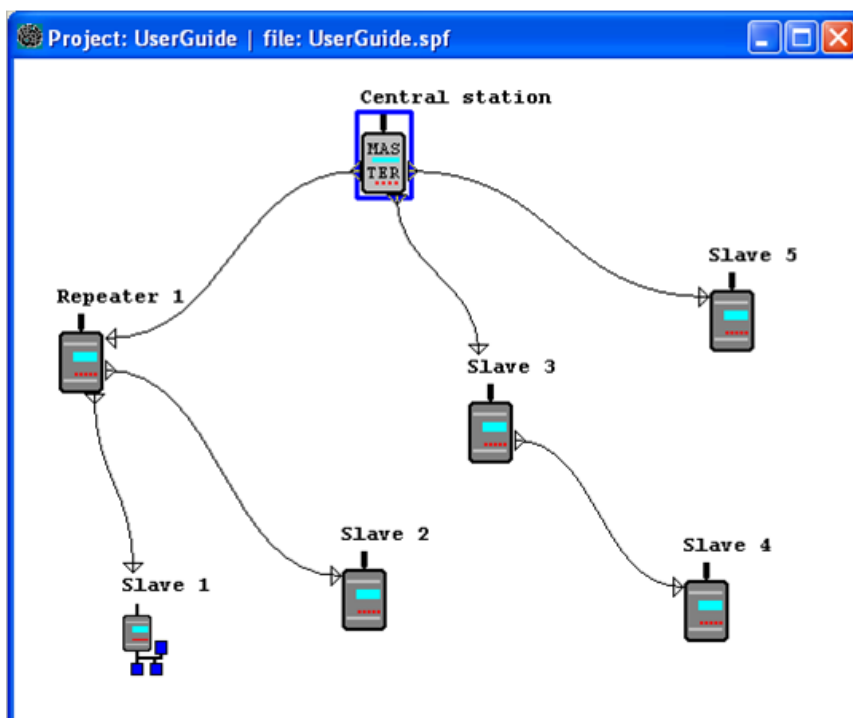 Project: UserGuide | file: UserGuide.spf
Central station
MAS
TER
Slave 5
Repeater 1
Slave 3
Slave 2
Slave 4
Slave 1